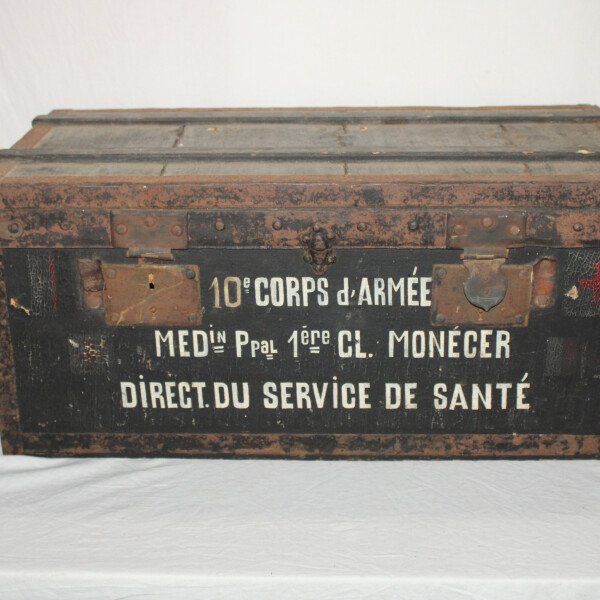 10e CORPS d'ARMÉE
MEDin Ppal 1ère CL. MONÉCER
DIRECT. DU SERVICE DE SANTÉ